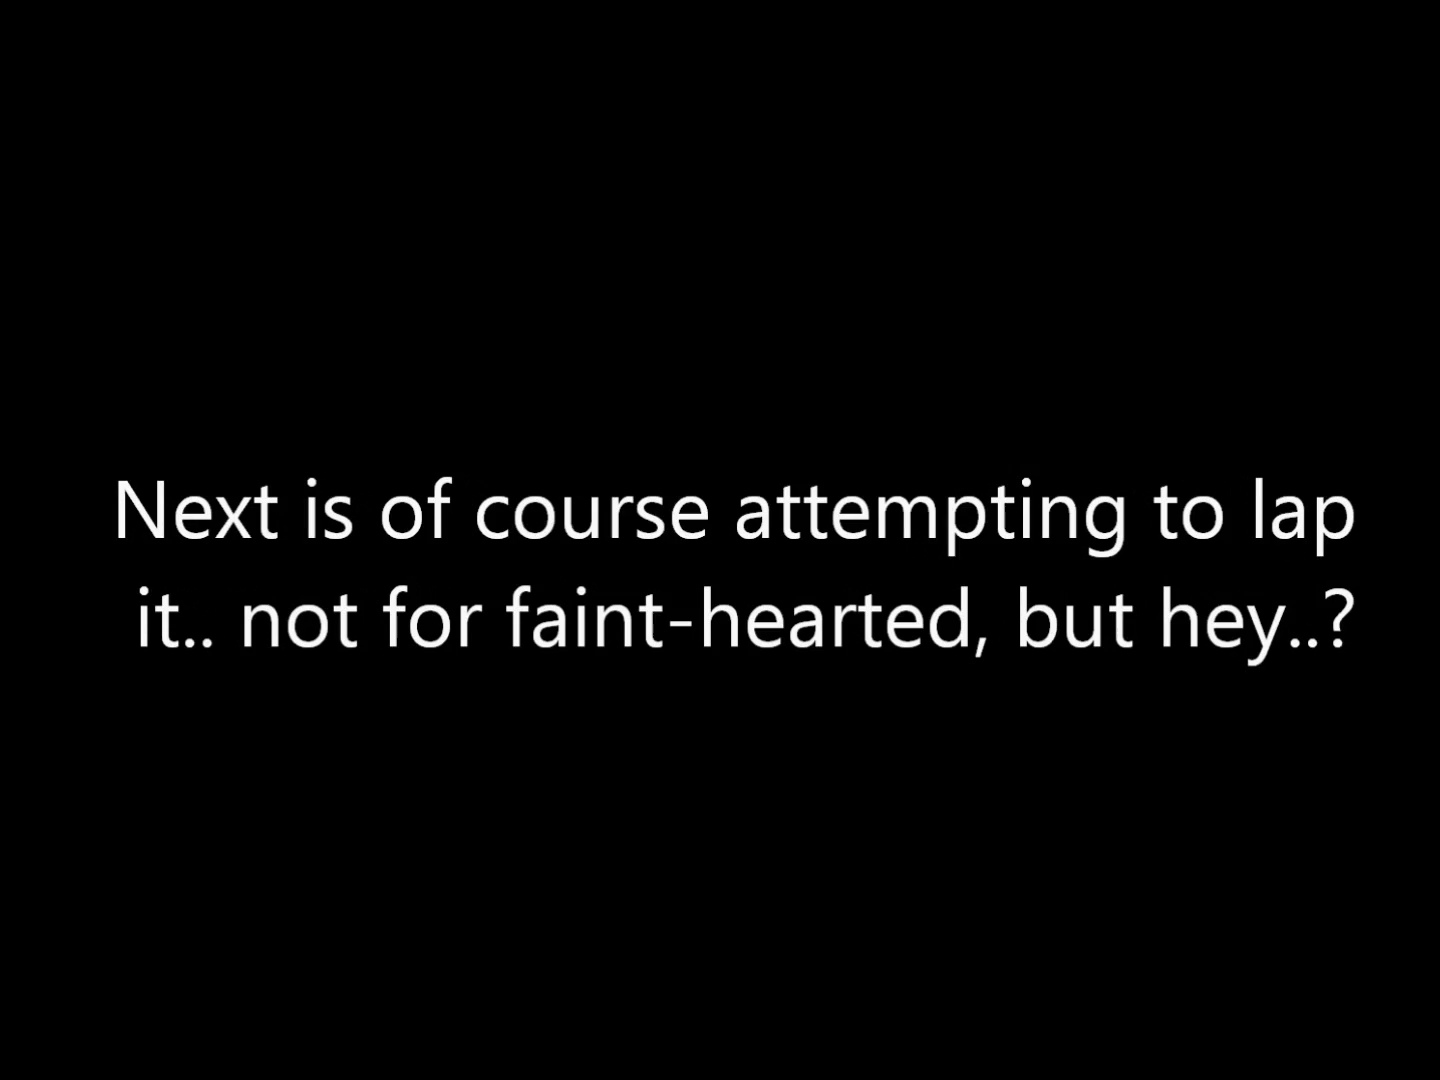 Next is of course attempting to lap
it.. not for faint-hearted, but hey..?